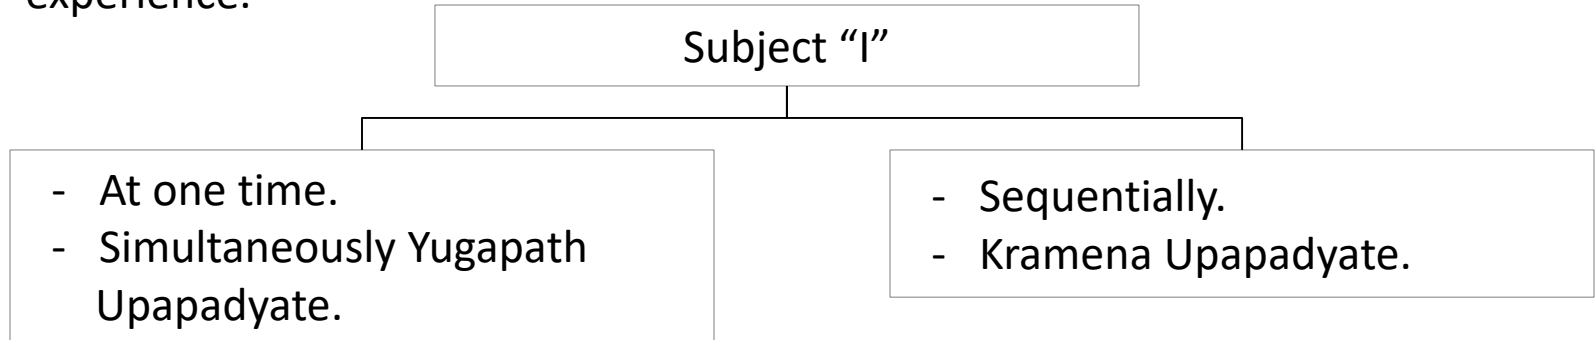 experience.
Subject “I”
- At one time.
- Simultaneously Yugapath
Upapadyate.
- Sequentially.
- Kramena Upapadyate.